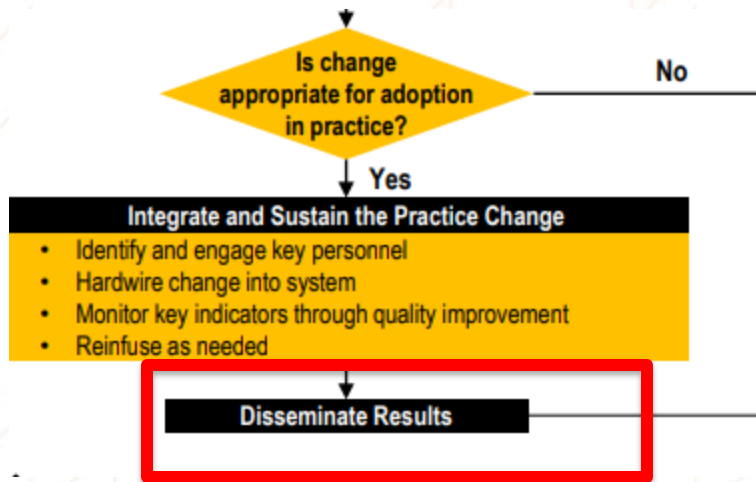 Is change
appropriate for adoption
in practice?
No
Yes
Integrate and Sustain the Practice Change
• Identify and engage key personnel
• Hardwire change into system
• Monitor key indicators through quality improvement
• Reinfuse as needed
Disseminate Results